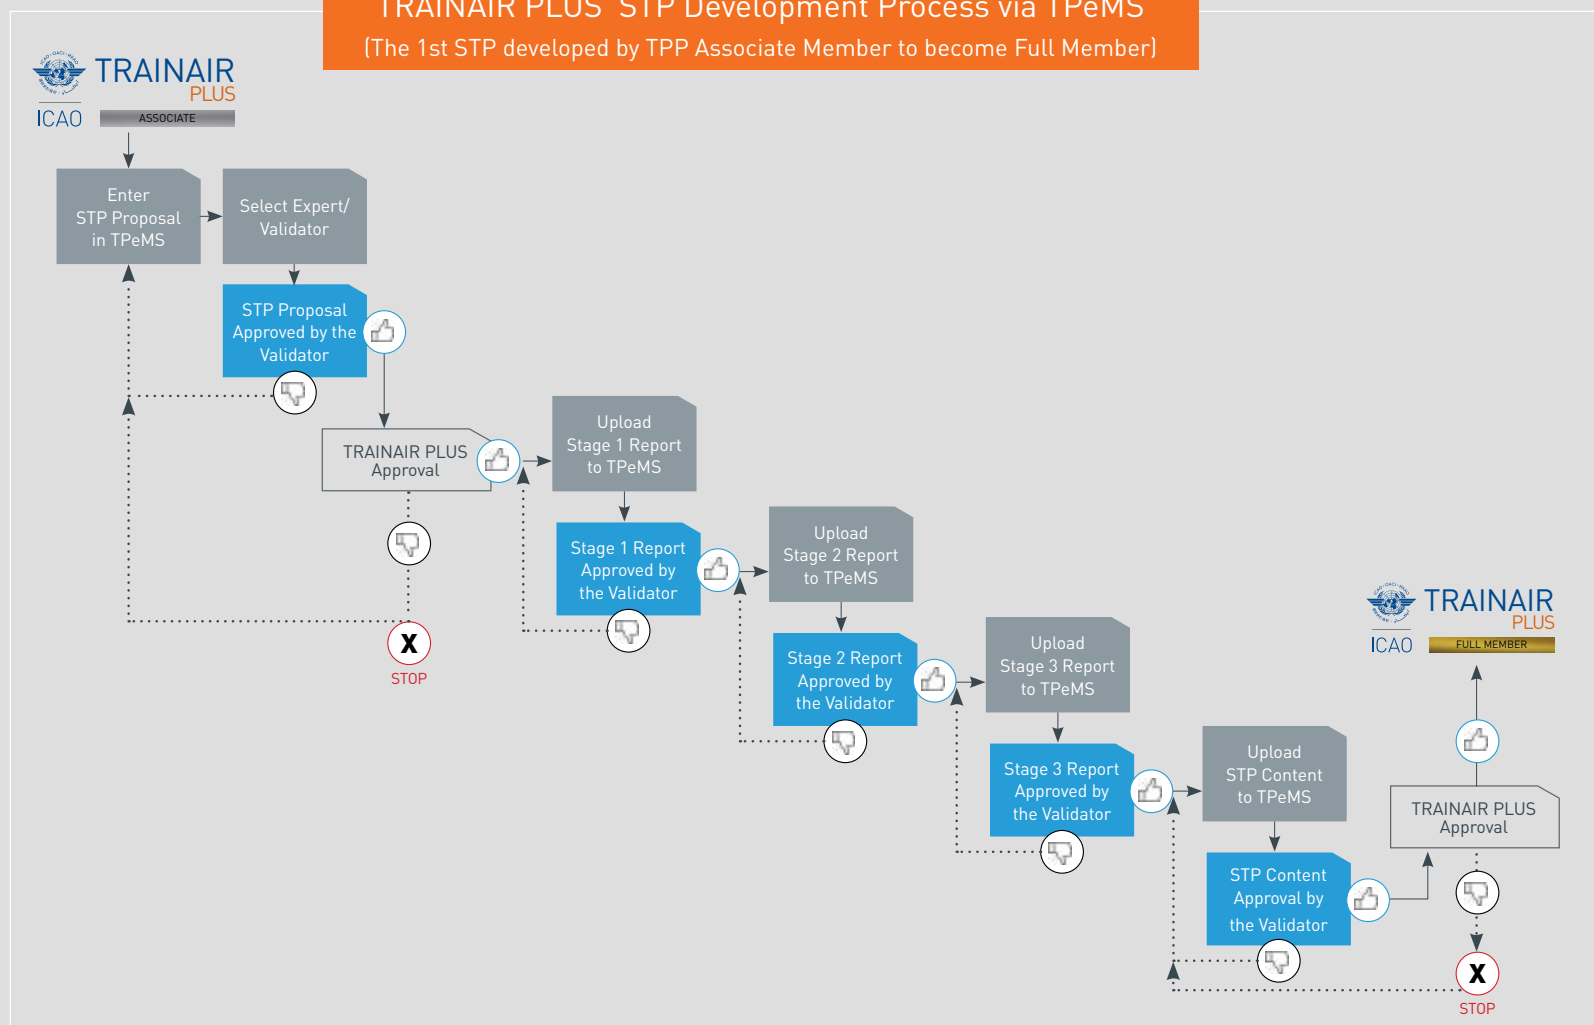 TRAINAIR PLUS STP Development Process via TPeMS
(The 1st STP developed by TPP Associate Member to become Full Member)
TRAINAIR
PLUS
ICAO
ASSOCIATE
Enter
STP Proposal
in TPeMS
Select Expert/
Validator
STP Proposal
Approved by the
Validator
TRAINAIR PLUS
Approval
X
STOP
Upload
Stage 1 Report
to TPeMS
Stage 1 Report
Approved by
the Validator
Upload
Stage 2 Report
to TPeMS
Stage 2 Report
Approved by
the Validator
Upload
Stage 3 Report
to TPeMS
Stage 3 Report
Approved by
the Validator
Upload
STP Content
to TPeMS
STP Content
Approval by
the Validator
TRAINAIR PLUS
Approval
X
STOP
TRAINAIR
PLUS
ICAO
FULL MEMBER